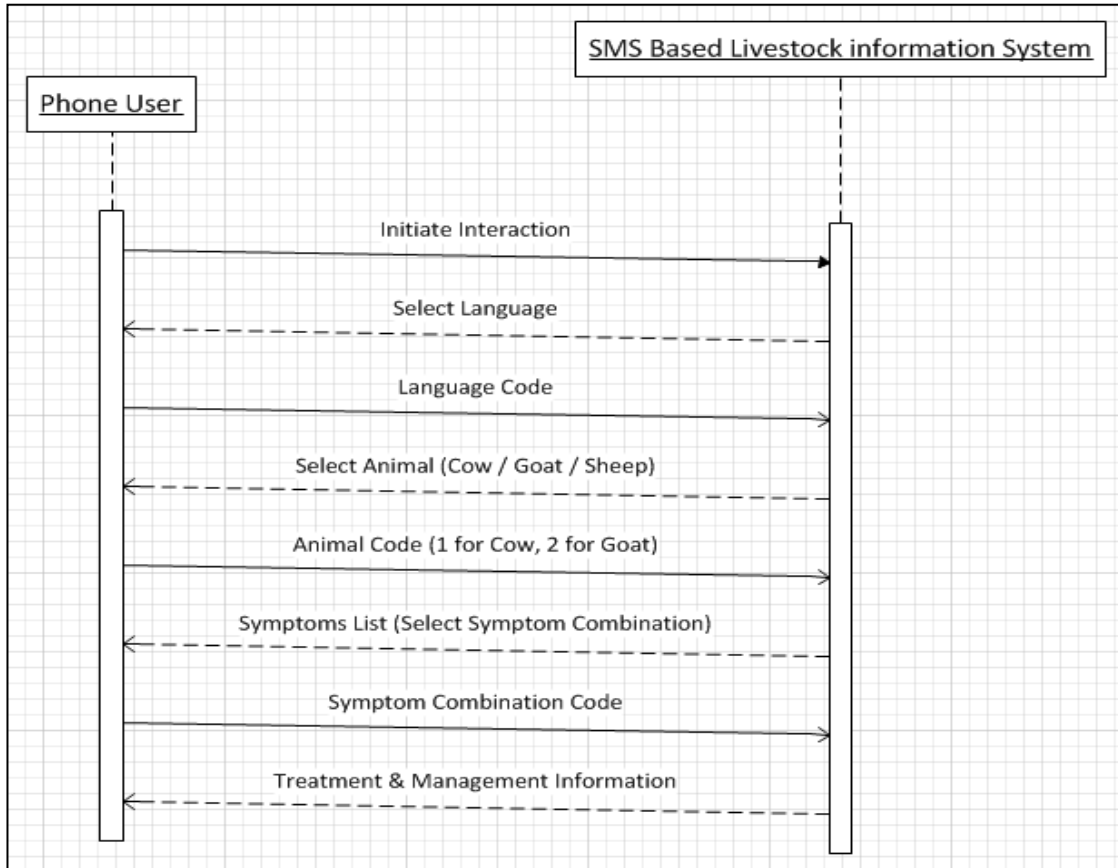 SMS Based Livestock information System
Phone User
Initiate Interaction
Select Language
Language Code
Select Animal (Cow / Goat / Sheep)
Animal Code (1 for Cow, 2 for Goat)
Symptoms List (Select Symptom Combination)
Symptom Combination Code
Treatment & Management Information